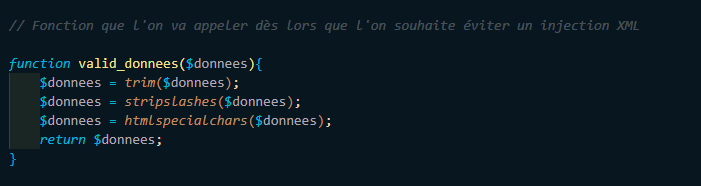 // Fonction que l'on va appeler dès lors que l'on souhaite éviter un injection XML
function valid_donnees($donnees){
$donnees = trim($donnees);
$donnees = stripslashes($donnees);
$donnees = htmlspecialchars($donnees);
return $donnees;
}